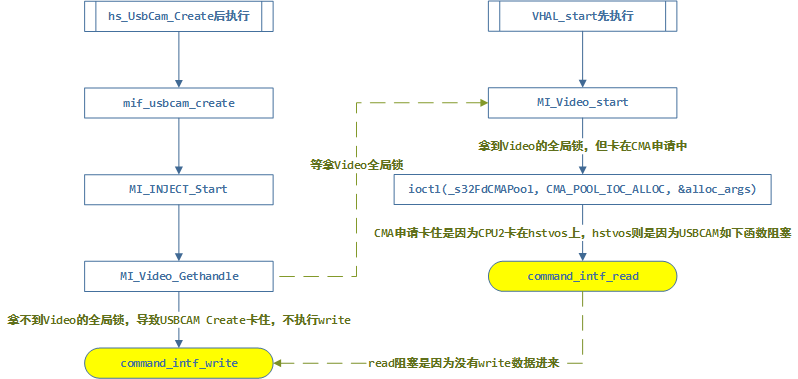 hs_UsbCam_Create后执行
VHAL_start先执行
mif_usbcam_create
MI_Video_start
拿到Video的全局锁，但卡在CMA申请中
等拿Video全局锁
MI_INJECT_Start
ioctl(_s32FdCMAPool, CMA_POOL_IOC_ALLOC, &alloc_args)
CMA申请卡住是因为CPU2卡在hstvos上，hstvos则是因为USBCAM如下函数阻塞
MI_Video_Gethandle
command_intf_read
拿不到Video的全局锁，导致USBCAM Create卡住，不执行write
command_intf_write
read阻塞是因为没有write数据进来